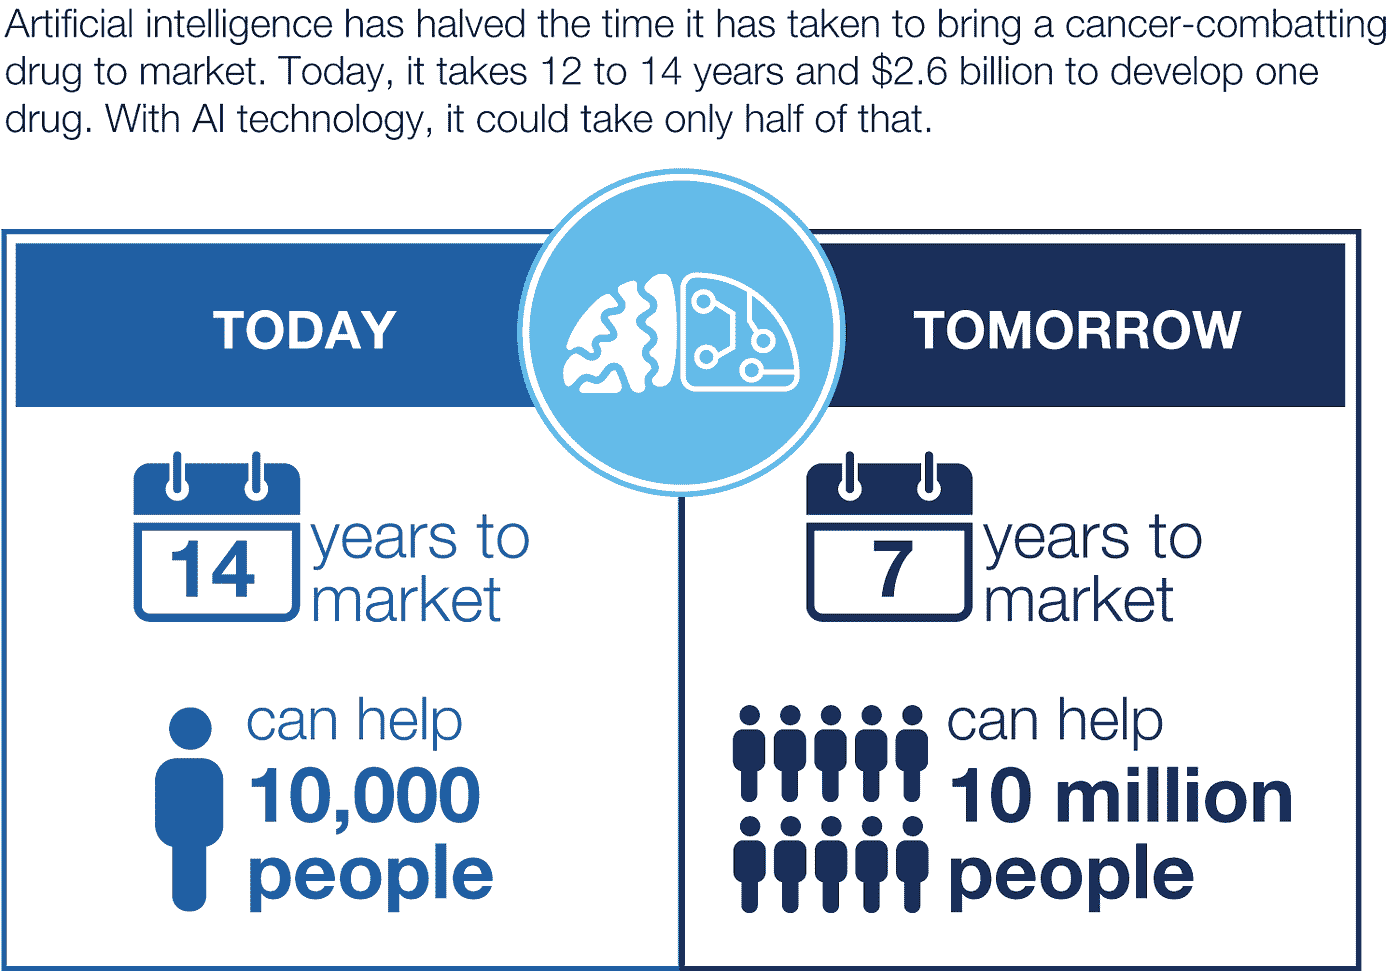 Artificial intelligence has halved the time it has taken to bring a cancer-combatting
drug to market. Today, it takes 12 to 14 years and $2.6 billion to develop one
drug. With AI technology, it could take only half of that.
TODAY
14
years to
market
can help
10,000
people
TOMORROW
7
years to
market
can help
10 million
people